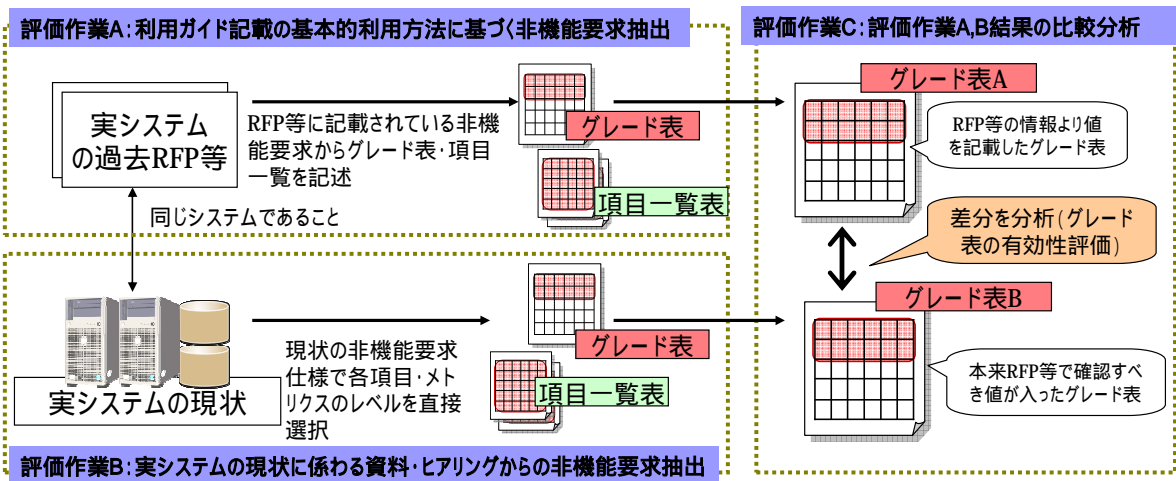 評価作業A:利用ガイド記載の基本的利用方法に基づく非機能要求抽出
実システム
の過去RFP等
RFP等に記載されている非機
能要求からグレード表・項目
一覧を記述
グレード表
項目一覧表
同じシステムであること
実システムの現状
現状の非機能要求
仕様で各項目・メト
リクスのレベルを直接
選択
グレード表
項目一覧表
評価作業B:実システムの現状に係わる資料・ヒアリングからの非機能要求抽出
評価作業C:評価作業A,B結果の比較分析
グレード表A
RFP等の情報より値
を記載したグレード表
差分を分析(グレード
表の有効性評価)
グレード表B
本来RFP等で確認すべ
き値が入ったグレード表